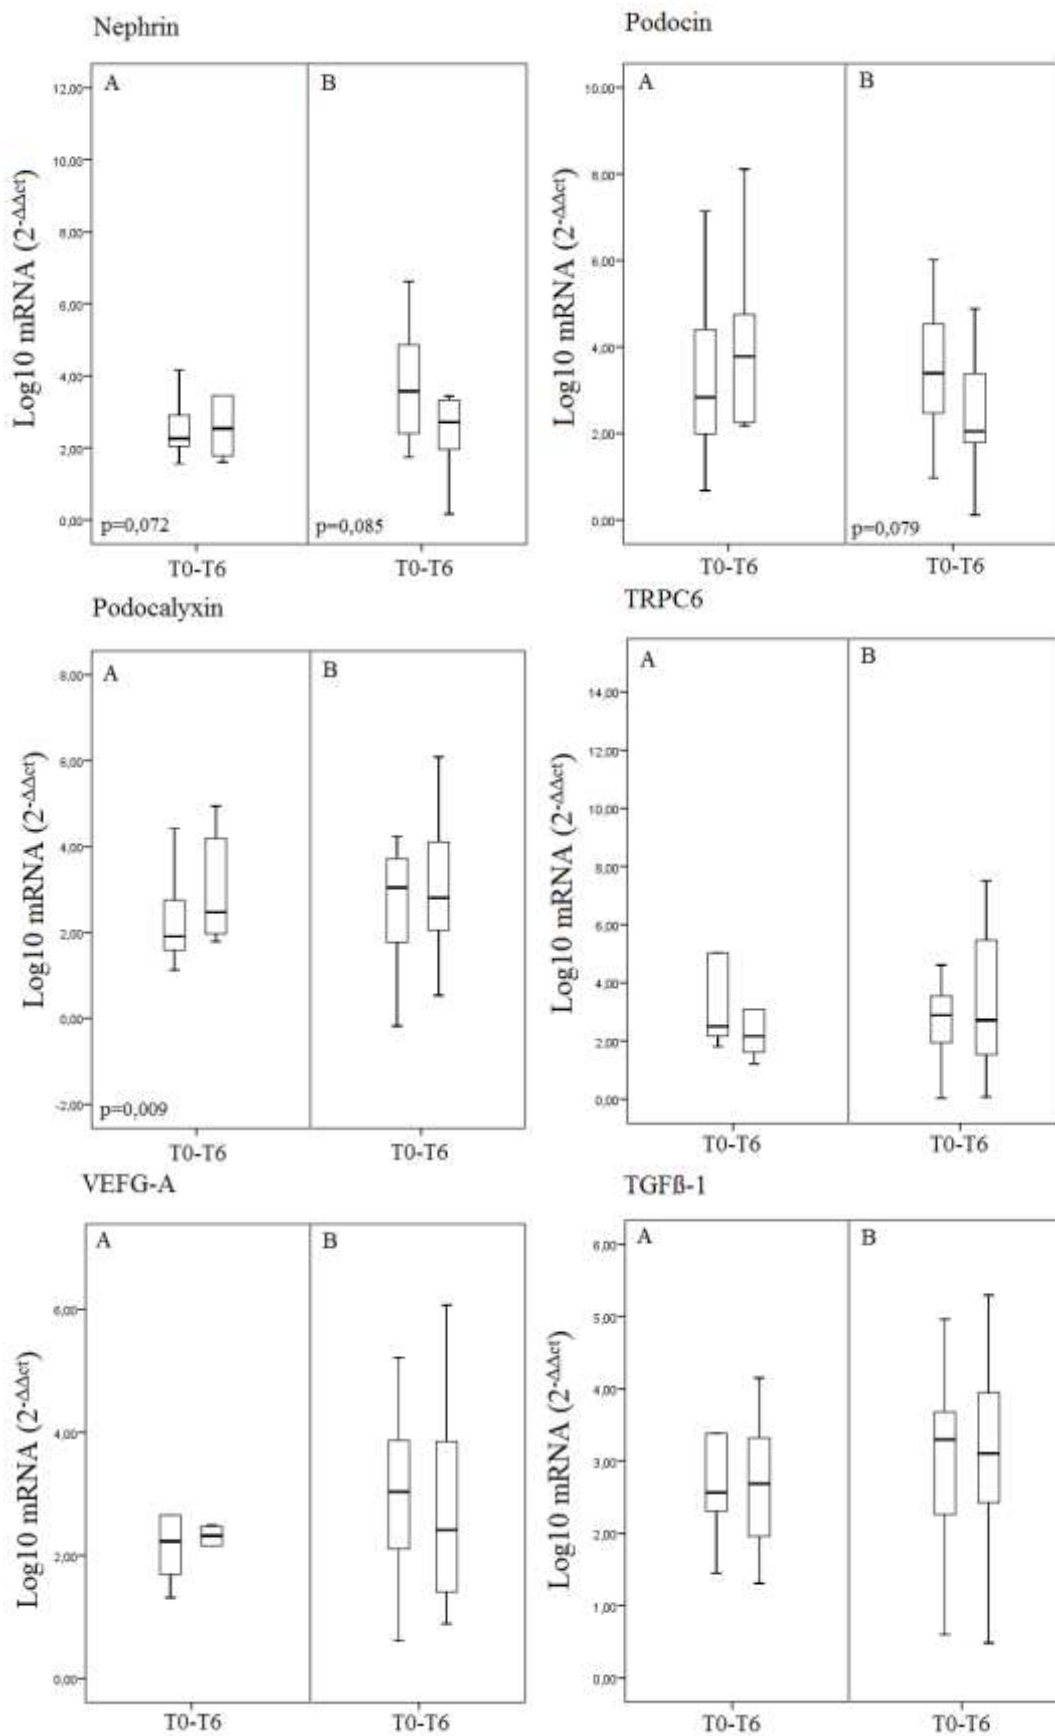 Nephrin
A
B
12,00
10,00
8,00
6,00
4,00
2,00
0,00
Log10 mRNA (2-ΔΔct)
p=0,072
p=0,085
T0-T6
T0-T6
Podocin
A
B
10,00
8,00
6,00
4,00
2,00
0,00
Log10 mRNA (2-ΔΔct)
p=0,079
T0-T6
T0-T6
Podocalyxin
A
B
8,00
6,00
4,00
2,00
0,00
-2,00
Log10 mRNA (2-ΔΔct)
p=0,009
T0-T6
T0-T6
TRPC6
A
B
14,00
12,00
10,00
8,00
6,00
4,00
2,00
0,00
Log10 mRNA (2-ΔΔct)
T0-T6
T0-T6
VEFG-A
A
B
6,00
4,00
2,00
0,00
Log10 mRNA (2-ΔΔct)
T0-T6
T0-T6
TGFß-1
A
B
6,00
5,00
4,00
3,00
2,00
1,00
0,00
Log10 mRNA (2-ΔΔct)
T0-T6
T0-T6